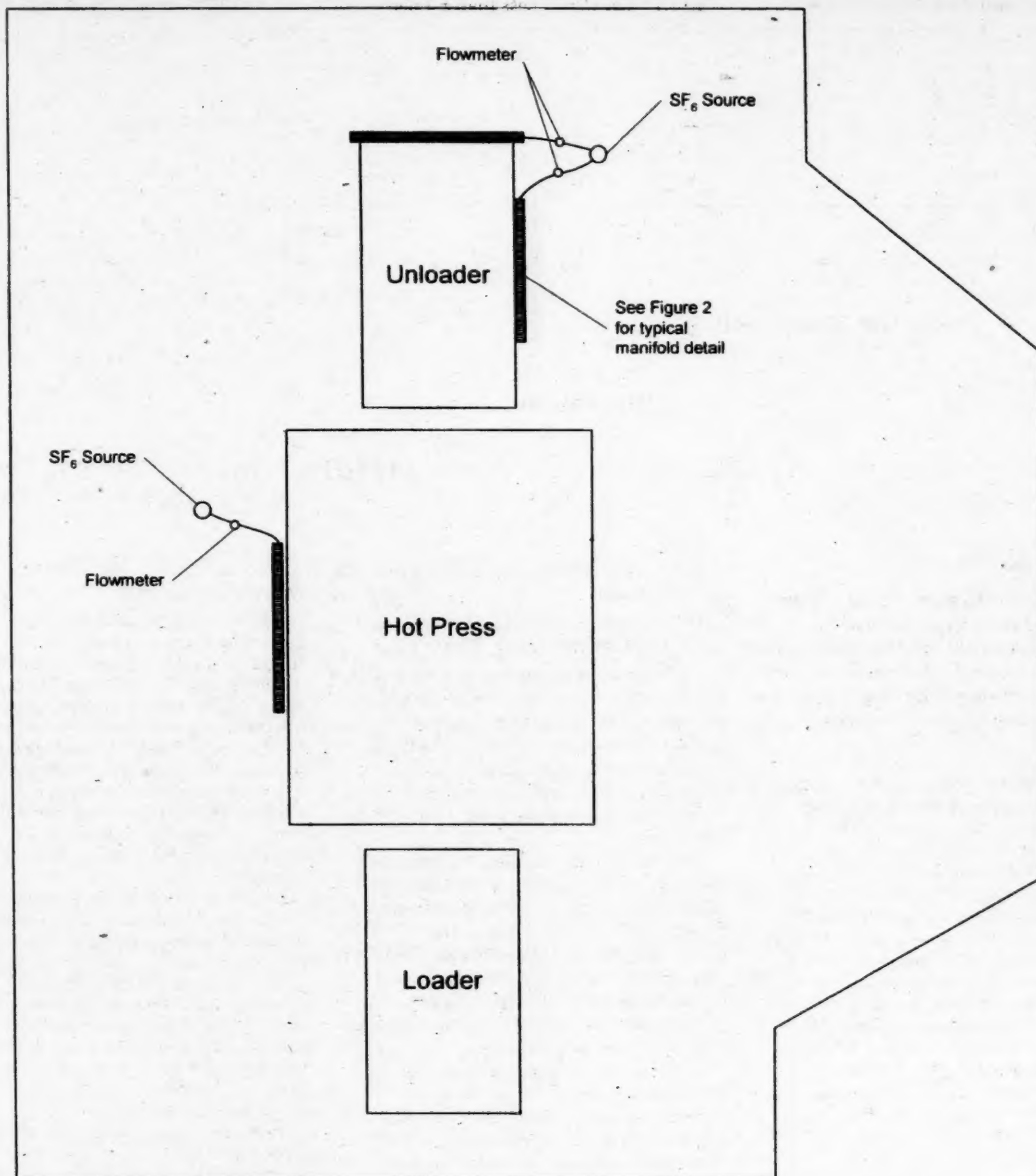 Flowmeter
SF₆ Source
Unloader
See Figure 2
for typical
manifold detail
SF₆ Source
Flowmeter
Hot Press
Loader